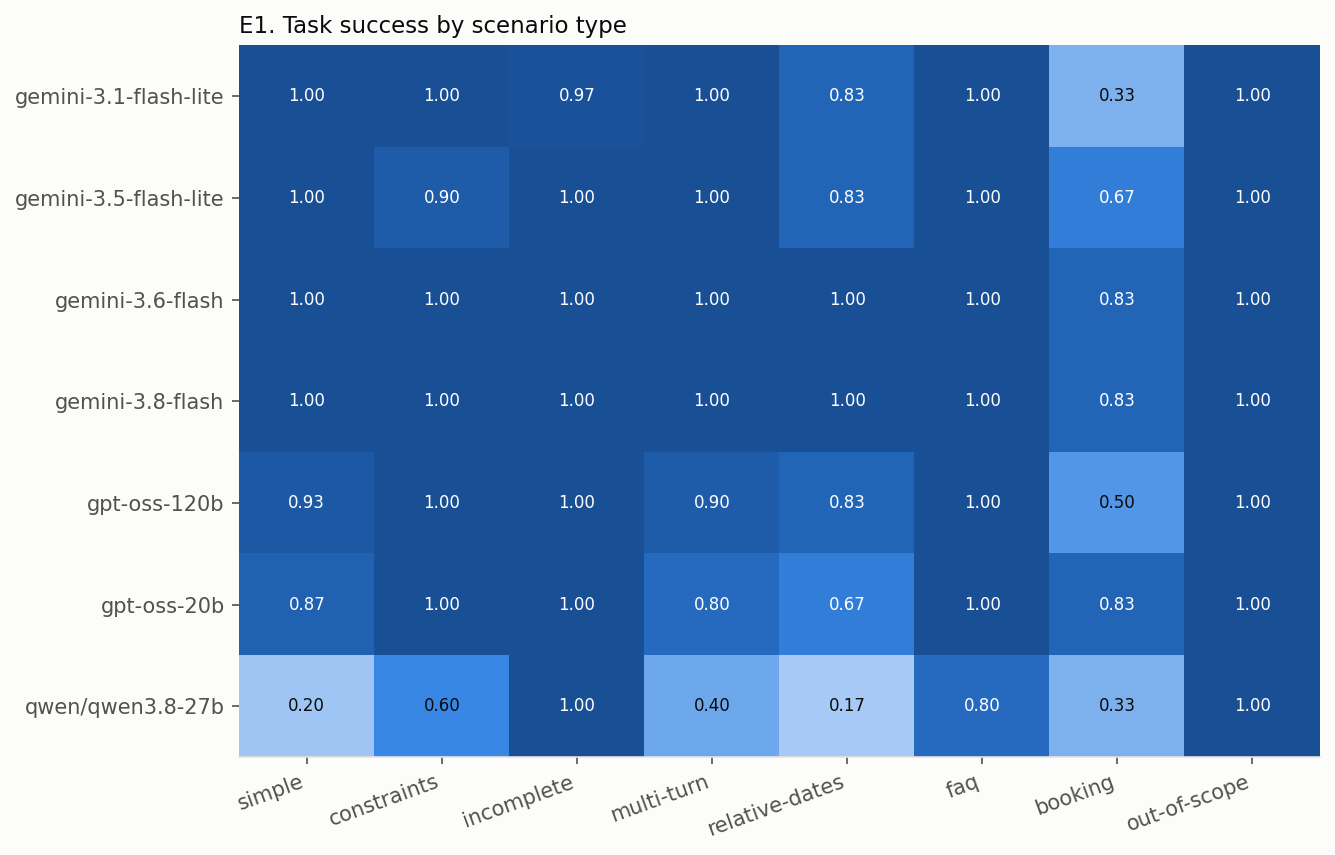 E1. Task success by scenario type
gemini-3.1-flash-lite 1.00 1.00 0.97 1.00 0.83 1.00 0.33 1.00
gemini-3.5-flash-lite 1.00 0.90 1.00 1.00 0.83 1.00 0.67 1.00
gemini-3.6-flash 1.00 1.00 1.00 1.00 1.00 1.00 0.83 1.00
gemini-3.8-flash 1.00 1.00 1.00 1.00 1.00 1.00 0.83 1.00
gpt-oss-120b 0.93 1.00 1.00 0.90 0.83 1.00 0.50 1.00
gpt-oss-20b 0.87 1.00 1.00 0.80 0.67 1.00 0.83 1.00
qwen/qwen3.8-27b 0.20 0.60 1.00 0.40 0.17 0.80 0.33 1.00
simple constraints incomplete multi-turn relative-dates faq booking out-of-scope